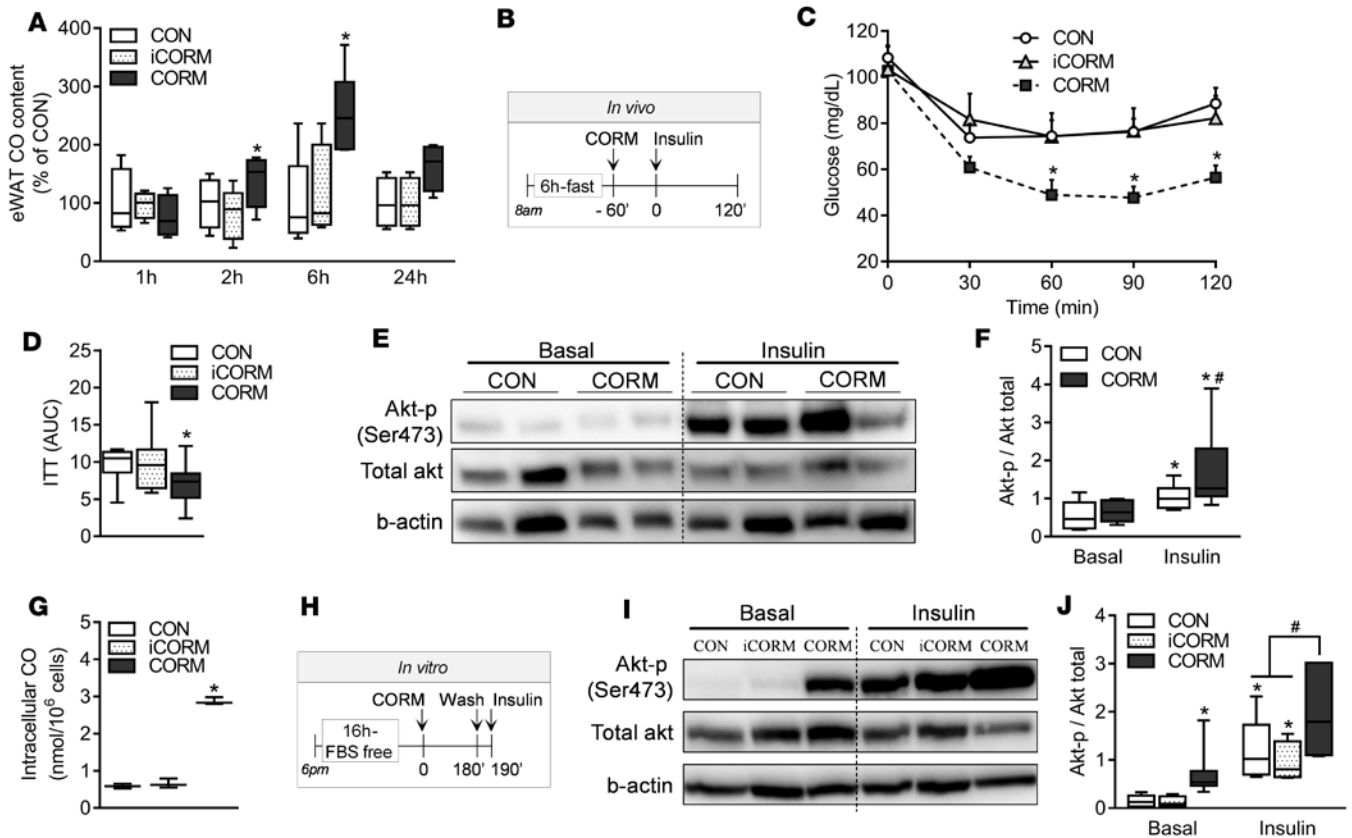 A
eWAT CO content
(% of CON)
400
300
200
100
0
CON
iCORM
CORM
*
*
1h
2h
6h
24h
B
In vivo
CORM
Insulin
6h-fast
8am
- 60'
0
120'
C
Glucose (mg/dL)
120
100
80
60
40
20
CON
iCORM
CORM
*
*
*
0
30
60
90
120
Time (min)
D
ITT (AUC)
25
20
15
10
5
0
CON
iCORM
CORM
*
E
Basal
Insulin
CON
CORM
CON
CORM
Akt-p
(Ser473)
Total akt
b-actin
F
Akt-p / Akt total
5
4
3
2
1
0
CON
CORM
*
* #
Basal
Insulin
G
Intracellular CO
(nmol/10⁶ cells)
5
4
3
2
1
0
CON
iCORM
CORM
*
H
In vitro
CORM
Wash
Insulin
16h-
FBS free
6pm
0
180'
190'
I
Basal
Insulin
CON
iCORM
CORM
CON
iCORM
CORM
Akt-p
(Ser473)
Total akt
b-actin
J
Akt-p / Akt total
4
3
2
1
0
CON
iCORM
CORM
*
*
*
#
Basal
Insulin